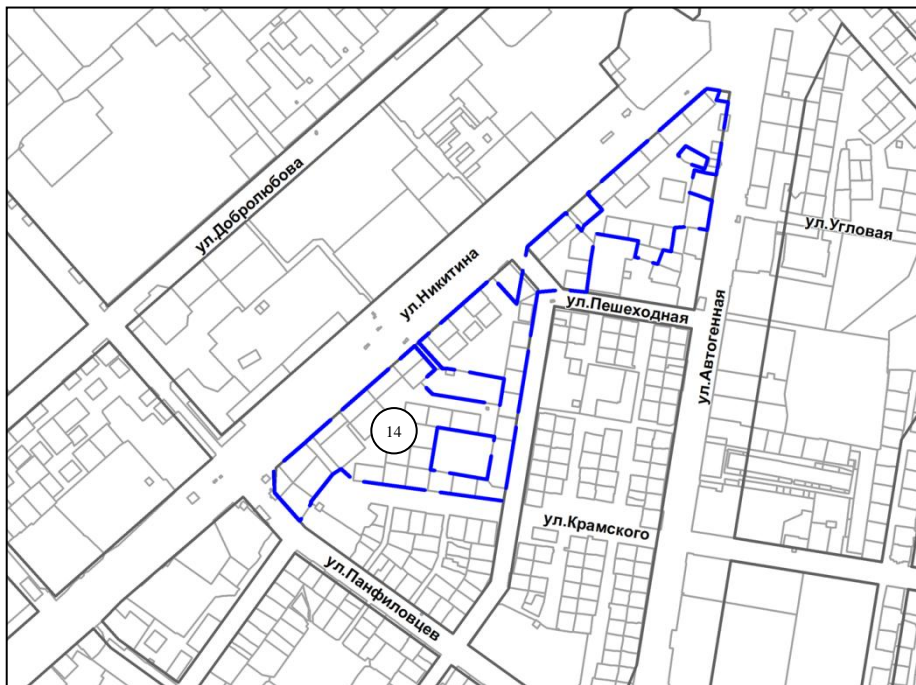 ул.Добролюбова
ул.Угловая
ул.Никитина
ул.Пешеходная
ул.Автогенная
14
ул.Крамского
ул.Панфиловцев